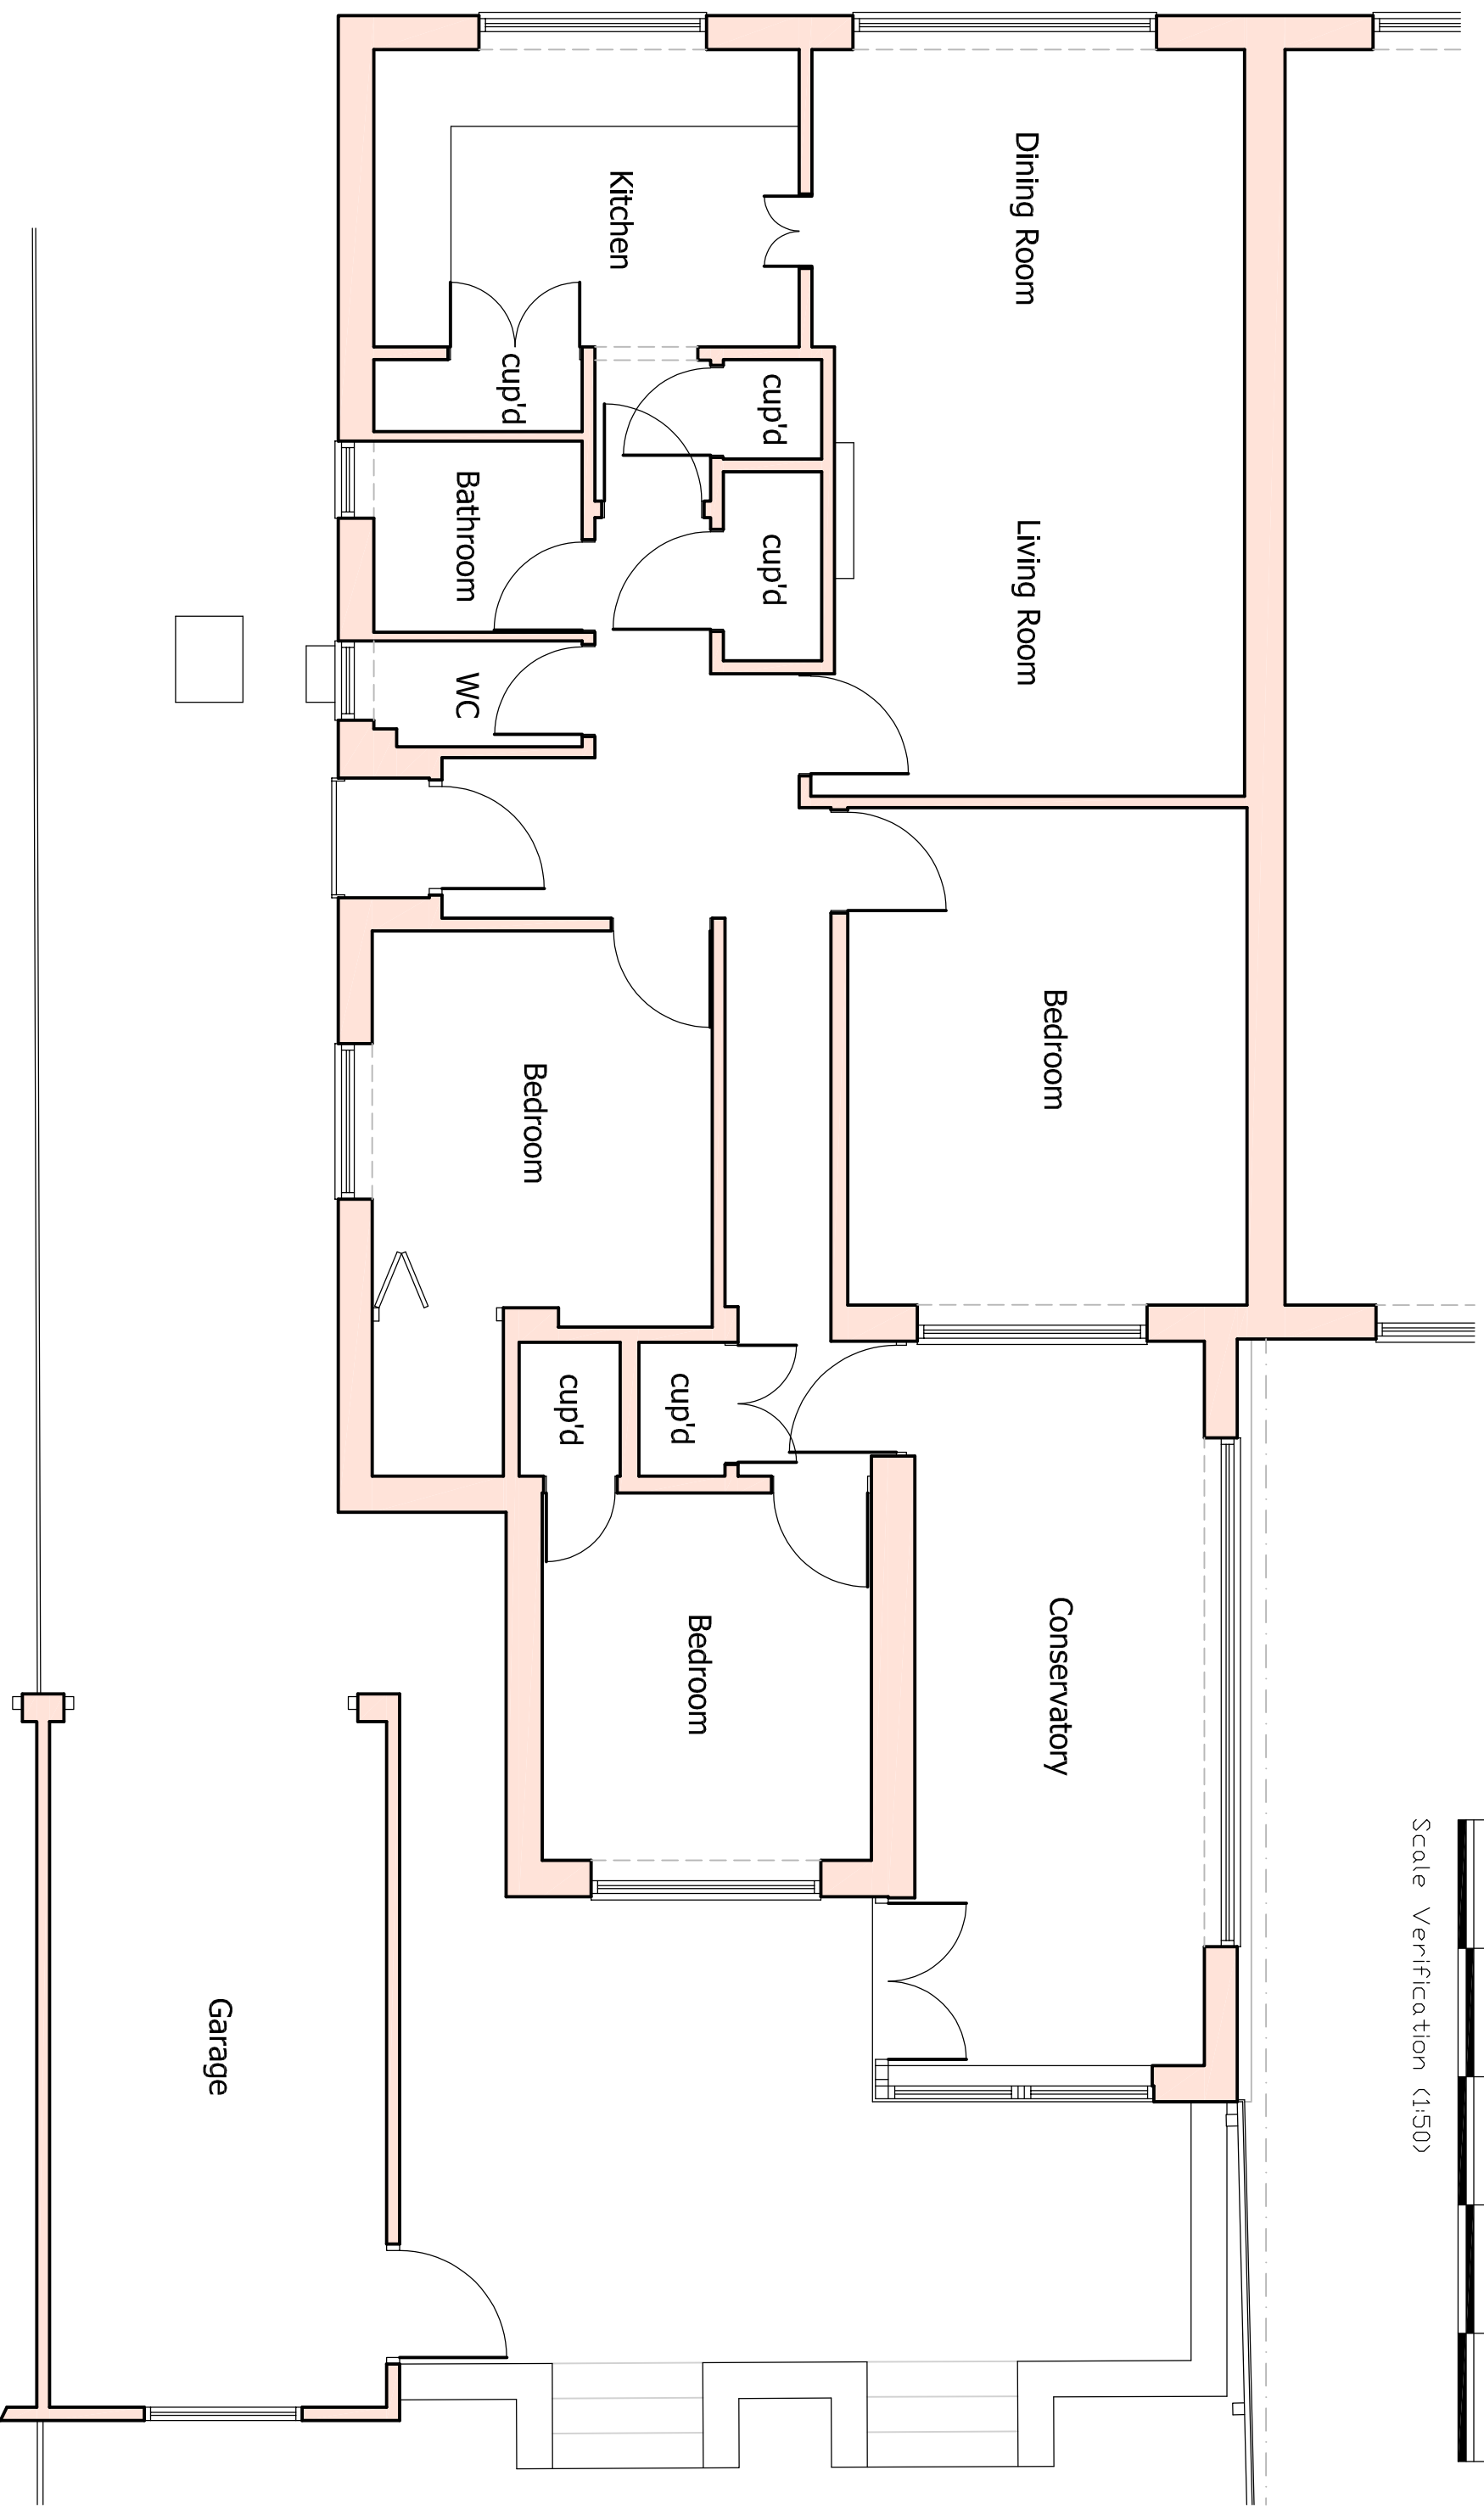 Dining Room
Kitchen
cup'd
cup'd
Living Room
Bathroom
cup'd
WC
Bedroom
Bedroom
cup'd
cup'd
Conservatory
Bedroom
Scale Verification (1:50)
Garage